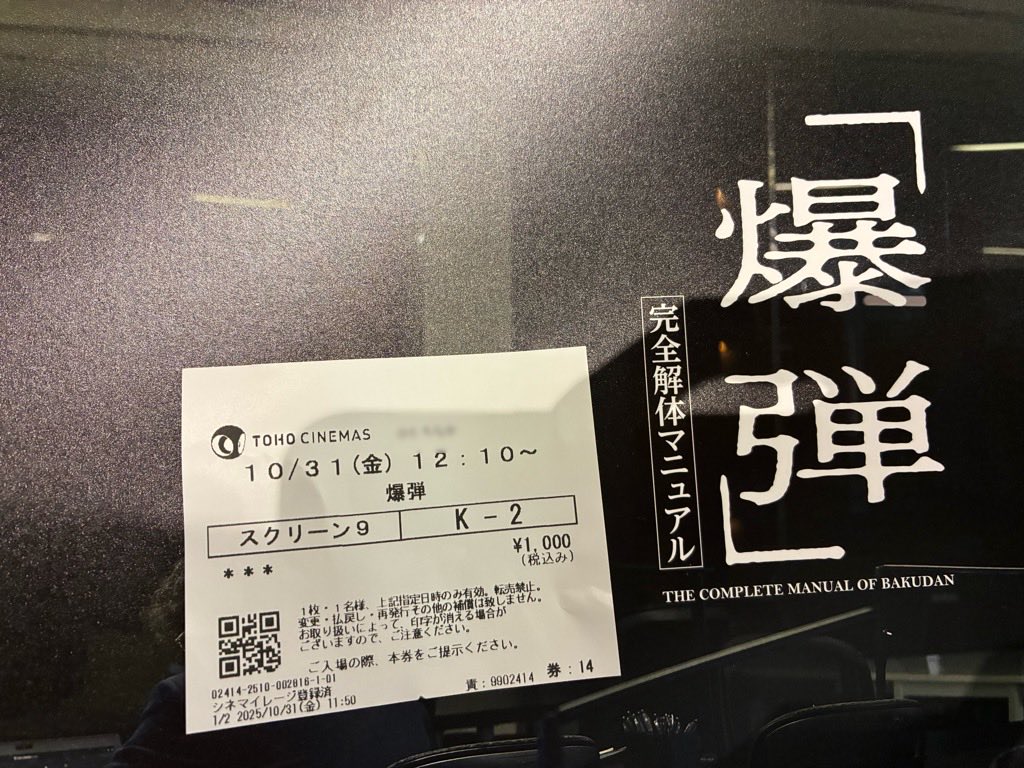 TOHO CINEMAS
10/31(金) 12:10～
爆弾
スクリーン9
K-2
¥1,000
(税込み)
＊＊＊
1枚・1名様、上記指定日時のみ有効。転売禁止。
変更・払戻し・再発行その他の補償は致しません。
お取り扱いによって、印字が消える場合が
ございますので、ご注意ください。
ご入場の際、本券をご提示ください。
02414-2510-002816-1-01
シネマイレージ登録済
1/2 2025/10/31(金) 11:50
責:9902414
券:14
「爆弾」
完全解体マニュアル
THE COMPLETE MANUAL OF BAKUDAN